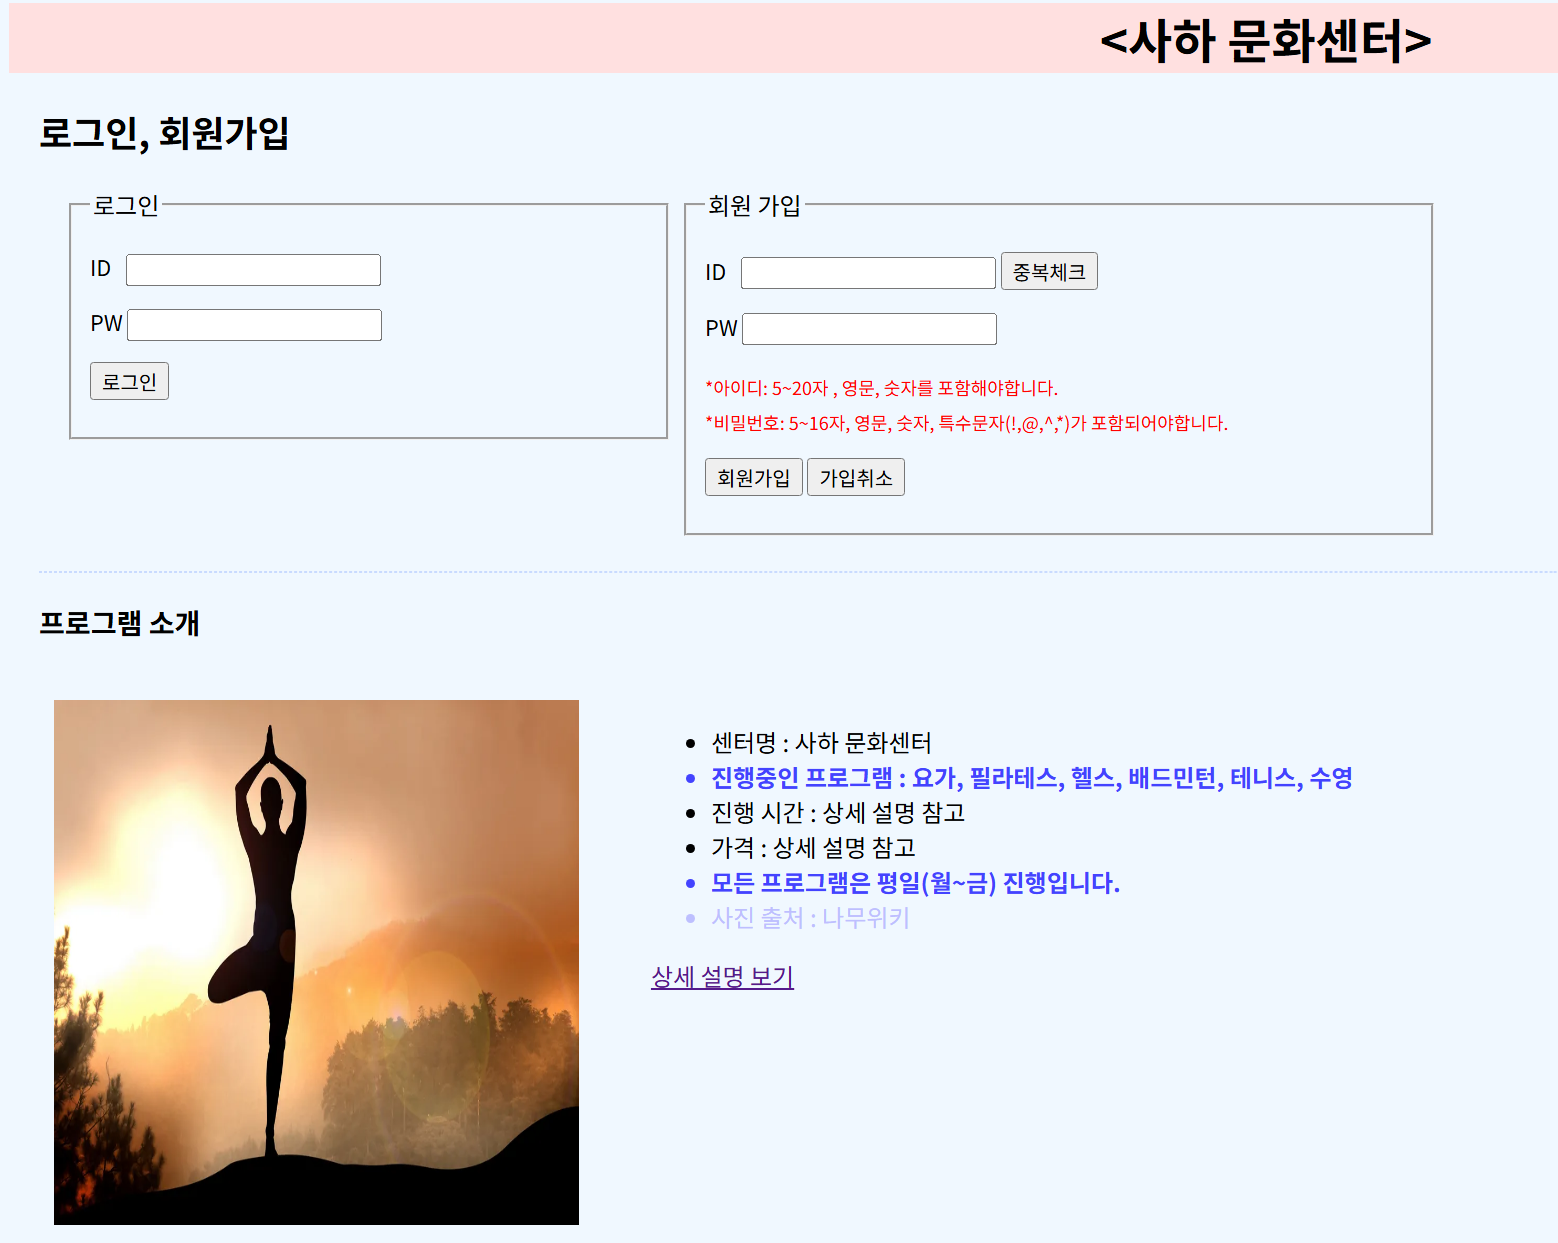 <사하 문화센터>
로그인, 회원가입
로그인
ID
PW
로그인
회원 가입
ID 중복체크
PW
*아이디: 5~20자 , 영문, 숫자를 포함해야합니다.
*비밀번호: 5~16자, 영문, 숫자, 특수문자(!,@,^,*)가 포함되어야합니다.
회원가입 가입취소
프로그램 소개
센터명 : 사하 문화센터
진행중인 프로그램 : 요가, 필라테스, 헬스, 배드민턴, 테니스, 수영
진행 시간 : 상세 설명 참고
가격 : 상세 설명 참고
모든 프로그램은 평일(월~금) 진행입니다.
사진 출처 : 나무위키
상세 설명 보기